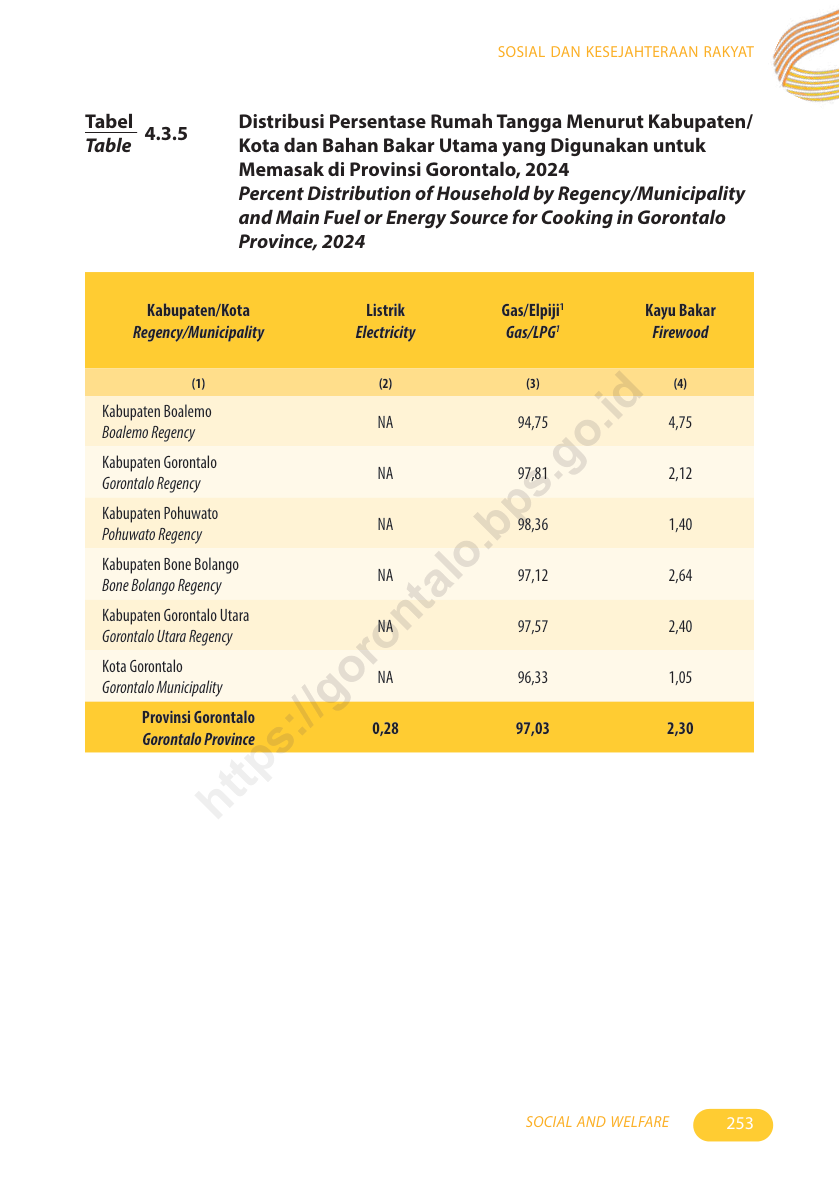 SOSIAL DAN KESEJAHTERAAN RAKYAT
Tabel
Table
4.3.5
Distribusi Persentase Rumah Tangga Menurut Kabupaten/
Kota dan Bahan Bakar Utama yang Digunakan untuk
Memasak di Provinsi Gorontalo, 2024
Percent Distribution of Household by Regency/Municipality
and Main Fuel or Energy Source for Cooking in Gorontalo
Province, 2024
Kabupaten/Kota Listrik Gas/Elpiji¹ Kayu Bakar
Regency/Municipality Electricity Gas/LPG¹ Firewood
(1) (2) (3) (4)
Kabupaten Boalemo
Boalemo Regency
NA 94,75 4,75
Kabupaten Gorontalo
Gorontalo Regency
NA 97,81 2,12
Kabupaten Pohuwato
Pohuwato Regency
NA 98,36 1,40
Kabupaten Bone Bolango
Bone Bolango Regency
NA 97,12 2,64
Kabupaten Gorontalo Utara
Gorontalo Utara Regency
NA 97,57 2,40
Kota Gorontalo
Gorontalo Municipality
NA 96,33 1,05
Provinsi Gorontalo
Gorontalo Province
0,28 97,03 2,30
https://gorontalo.bps.go.id
SOCIAL AND WELFARE 253